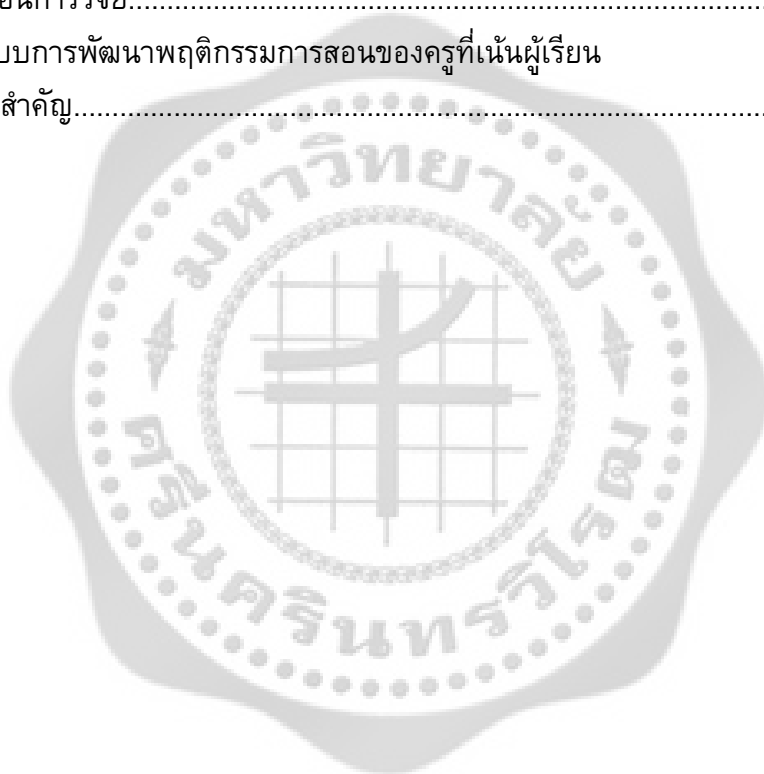 บบการพัฒนาพฤติกรรมการสอนของครูที่เน้นผู้เรียน
สำคัญ................................................................................
มหาวิทยาลัย
ศรีนครินทรวิโรฒ